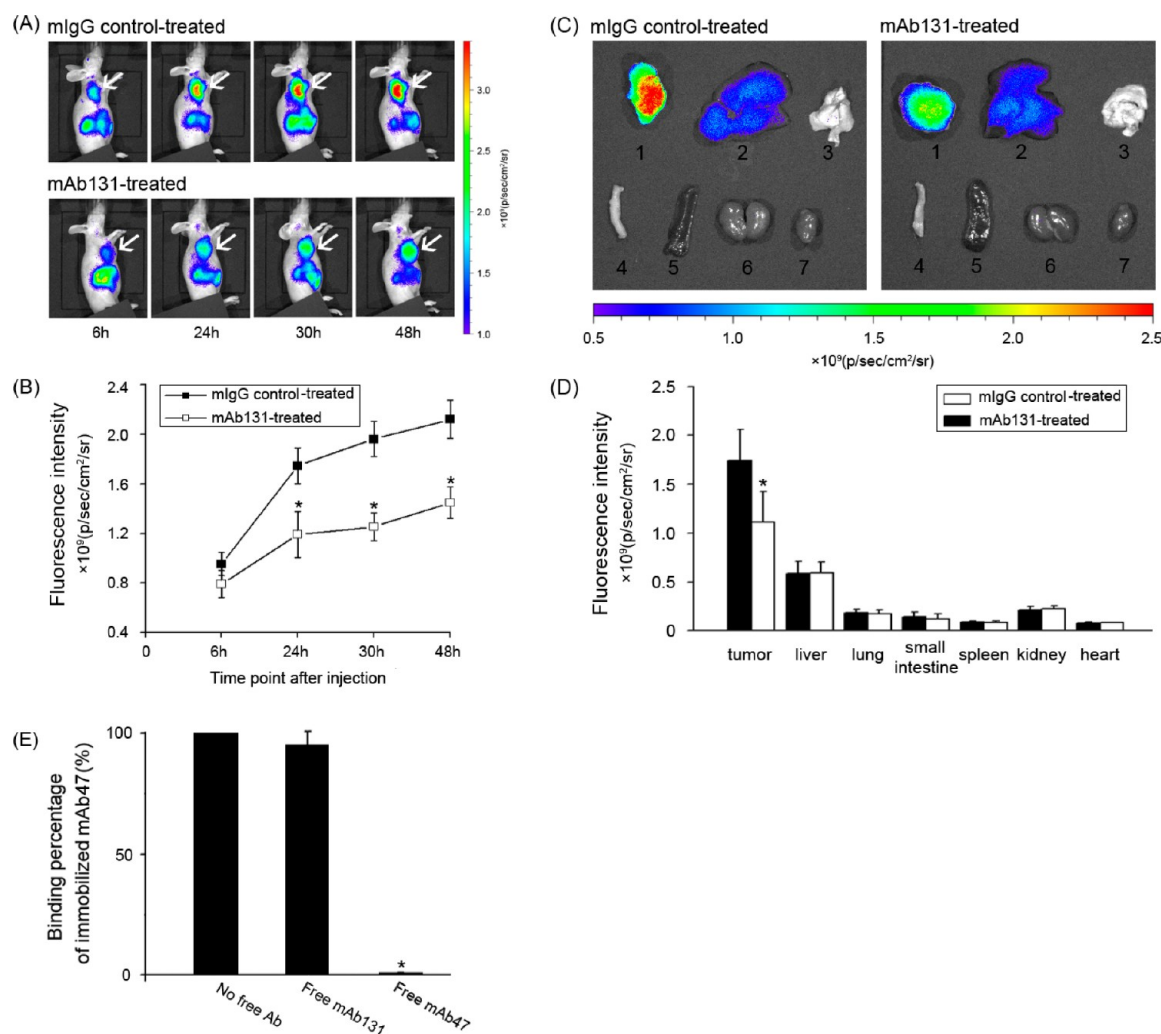 (A)
mIgG control-treated
3.0
2.5
2.0
1.5
1.0
×10⁹(p/sec/cm²/sr)
mAb131-treated
6h 24h 30h 48h
(B)
mIgG control-treated
mAb131-treated
Fluorescence intensity
×10⁹(p/sec/cm²/sr)
2.4
2.0
1.6
1.2
0.8
0.4
* * *
0 6h 24h 30h 48h
Time point after injection
(C)
mIgG control-treated mAb131-treated
1 2 3 1 2 3
4 5 6 7 4 5 6 7
0.5 1.0 1.5 2.0 2.5
×10⁹(p/sec/cm²/sr)
(D)
mIgG control-treated
mAb131-treated
Fluorescence intensity
×10⁹(p/sec/cm²/sr)
2.5
2.0
1.5
1.0
0.5
0
*
tumor liver lung small intestine spleen kidney heart
(E)
Binding percentage
of immobilized mAb47(%)
100
50
0
*
No free Ab
Free mAb131
Free mAb47